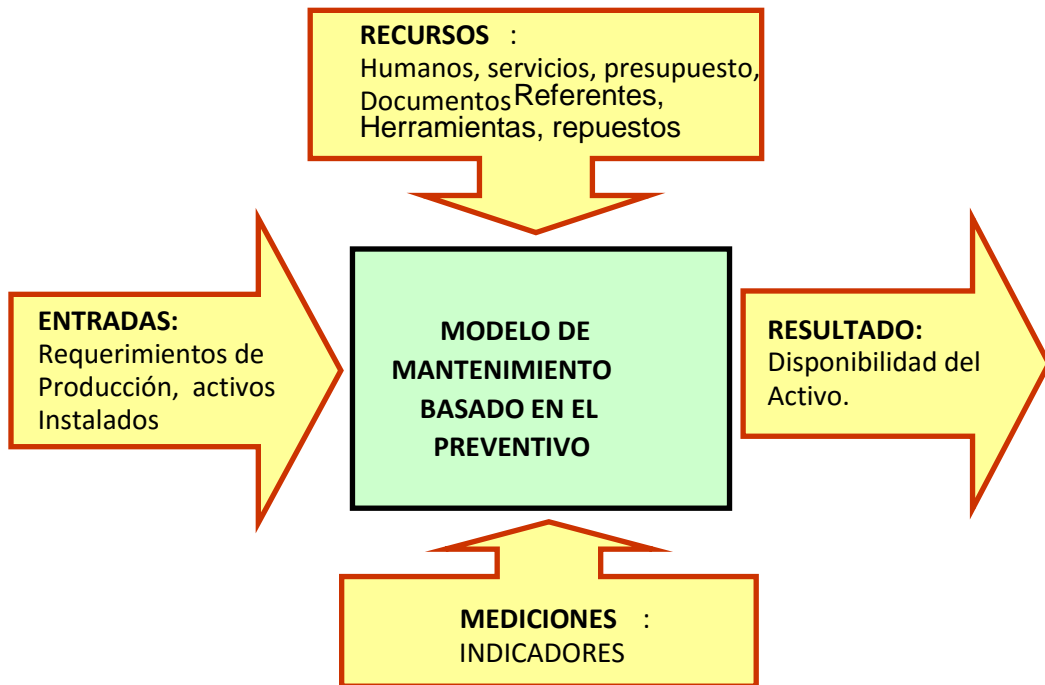 RECURSOS :
Humanos, servicios, presupuesto,
Documentos Referentes,
Herramientas, repuestos
ENTRADAS:
Requerimientos de
Producción, activos
Instalados
MODELO DE
MANTENIMIENTO
BASADO EN EL
PREVENTIVO
RESULTADO:
Disponibilidad del
Activo.
MEDICIONES :
INDICADORES